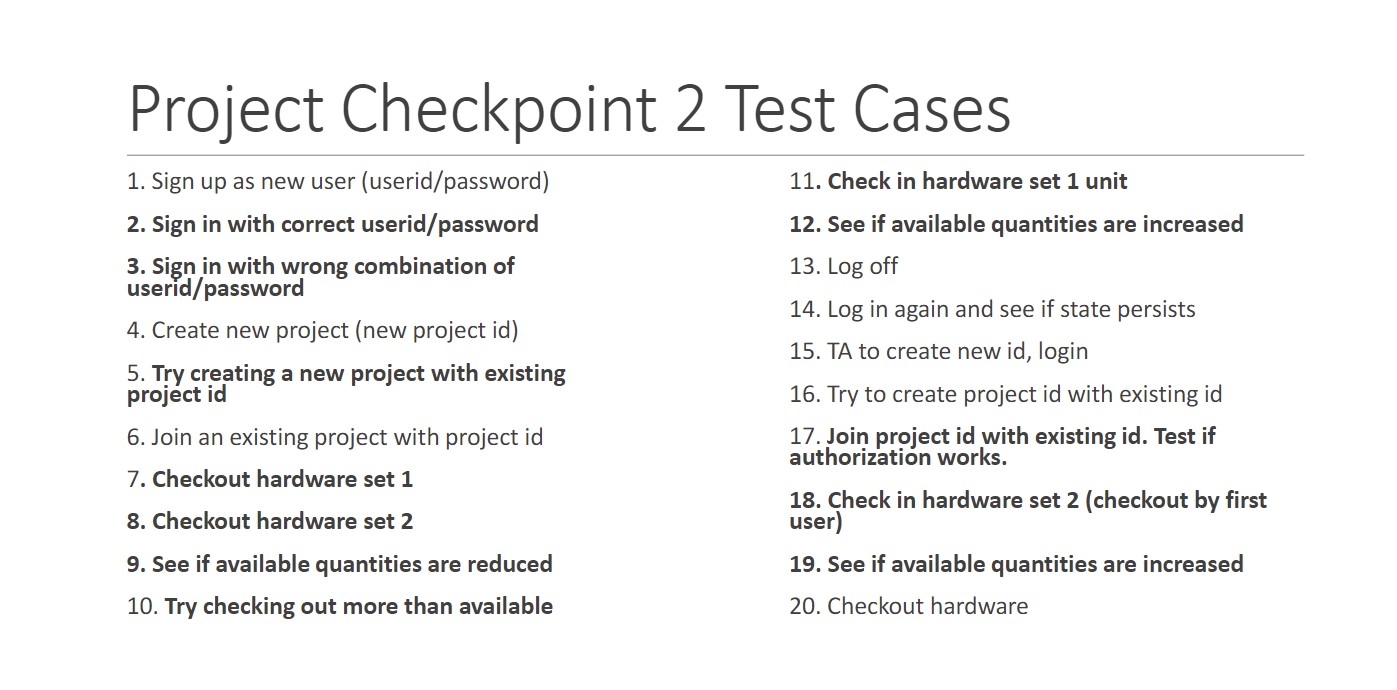 Project Checkpoint 2 Test Cases
1. Sign up as new user (userid/password)
2. Sign in with correct userid/password
3. Sign in with wrong combination of
userid/password
4. Create new project (new project id)
5. Try creating a new project with existing
project id
6. Join an existing project with project id
7. Checkout hardware set 1
8. Checkout hardware set 2
9. See if available quantities are reduced
10. Try checking out more than available
11. Check in hardware set 1 unit
12. See if available quantities are increased
13. Log off
14. Log in again and see if state persists
15. TA to create new id, login
16. Try to create project id with existing id
17. Join project id with existing id. Test if
authorization works.
18. Check in hardware set 2 (checkout by first
user)
19. See if available quantities are increased
20. Checkout hardware